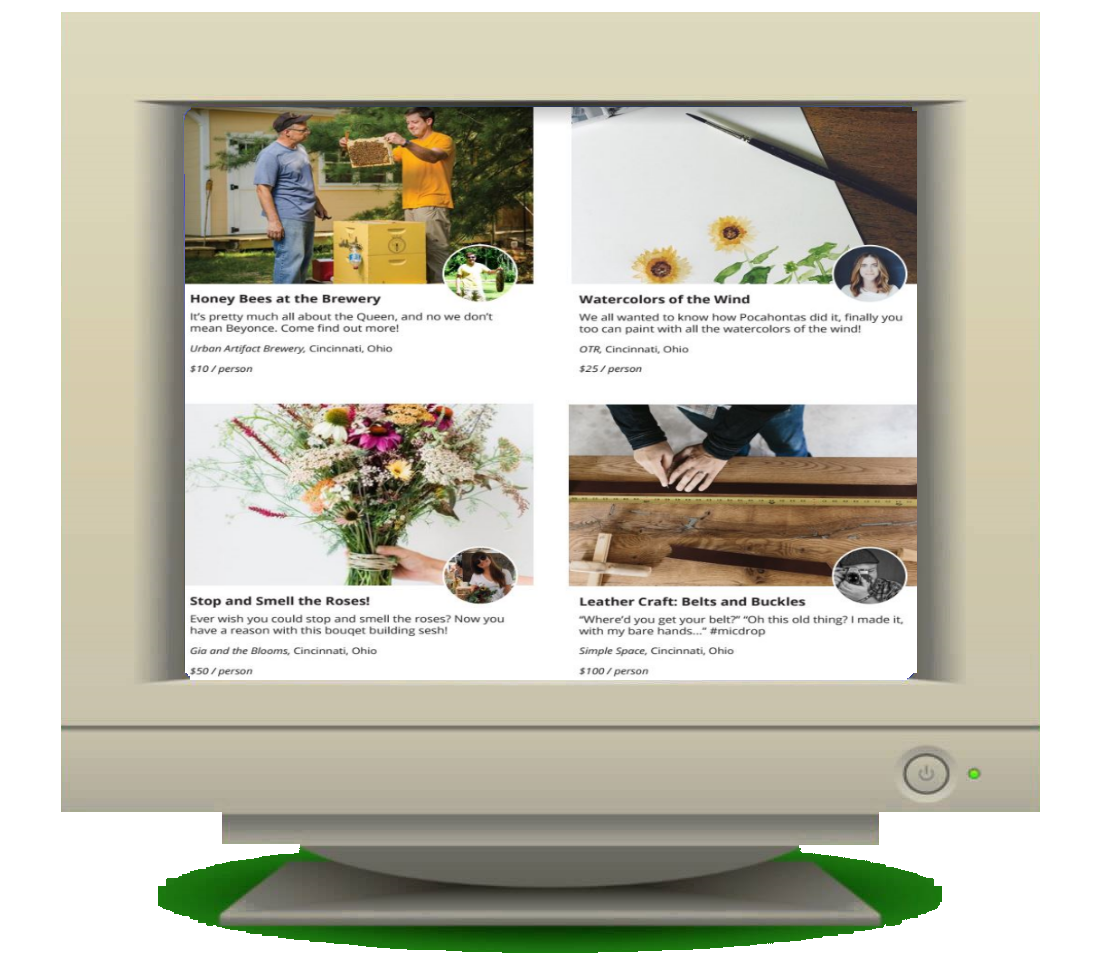 Honey Bees at the Brewery
It's pretty much all about the Queen, and no we don't
mean Beyonce. Come find out more!
Urban Artifact Brewery, Cincinnati, Ohio
$10 / person
Watercolors of the Wind
We all wanted to know how Pocahontas did it, finally you
too can paint with all the watercolors of the wind!
OTR, Cincinnati, Ohio
$25 / person
Stop and Smell the Roses!
Ever wish you could stop and smell the roses? Now you
have a reason with this bouqet building sesh!
Gia and the Blooms, Cincinnati, Ohio
$50 / person
Leather Craft: Belts and Buckles
“Where'd you get your belt?” “Oh this old thing? I made it,
with my bare hands...” #micdrop
Simple Space, Cincinnati, Ohio
$100 / person